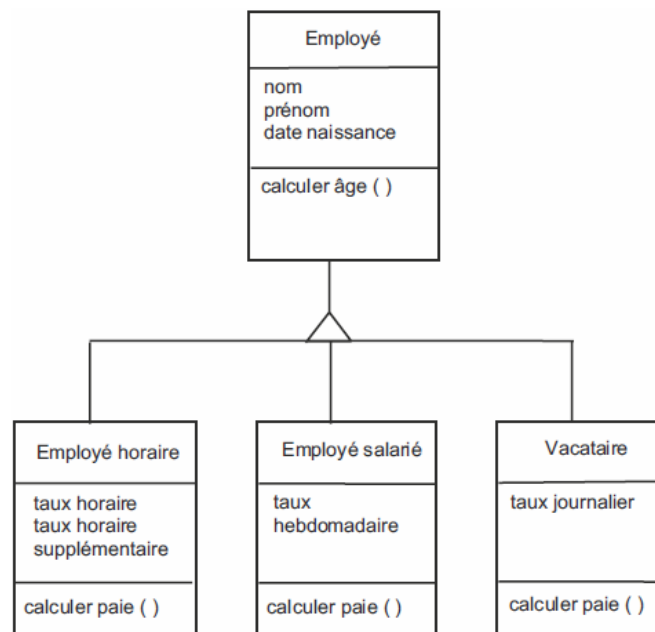 Employé
nom
prénom
date naissance
calculer âge ( )
Employé horaire
taux horaire
taux horaire
supplémentaire
calculer paie ( )
Employé salarié
taux
hebdomadaire
calculer paie ( )
Vacataire
taux journalier
calculer paie ( )